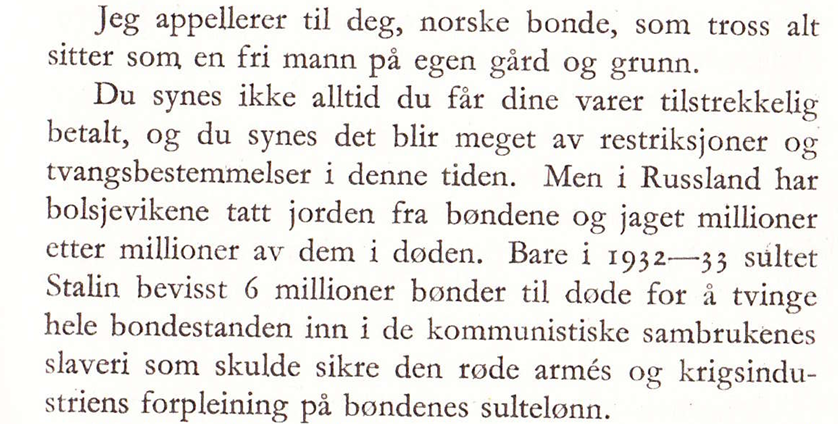 Jeg appellerer til deg, norske bonde, som tross alt
sitter som en fri mann på egen gård og grunn.
Du synes ikke alltid du får dine varer tilstrekkelig
betalt, og du synes det blir meget av restriksjoner og
tvangsbestemmelser i denne tiden. Men i Russland har
bolsjevikene tatt jorden fra bøndene og jaget millioner
etter millioner av dem i døden. Bare i 1932—33 sultet
Stalin bevisst 6 millioner bønder til døde for å tvinge
hele bondestanden inn i de kommunistiske sambrukenes
slaveri som skulde sikre den røde armés og krigsindu-
striens forpleining på bøndenes sultelønn.